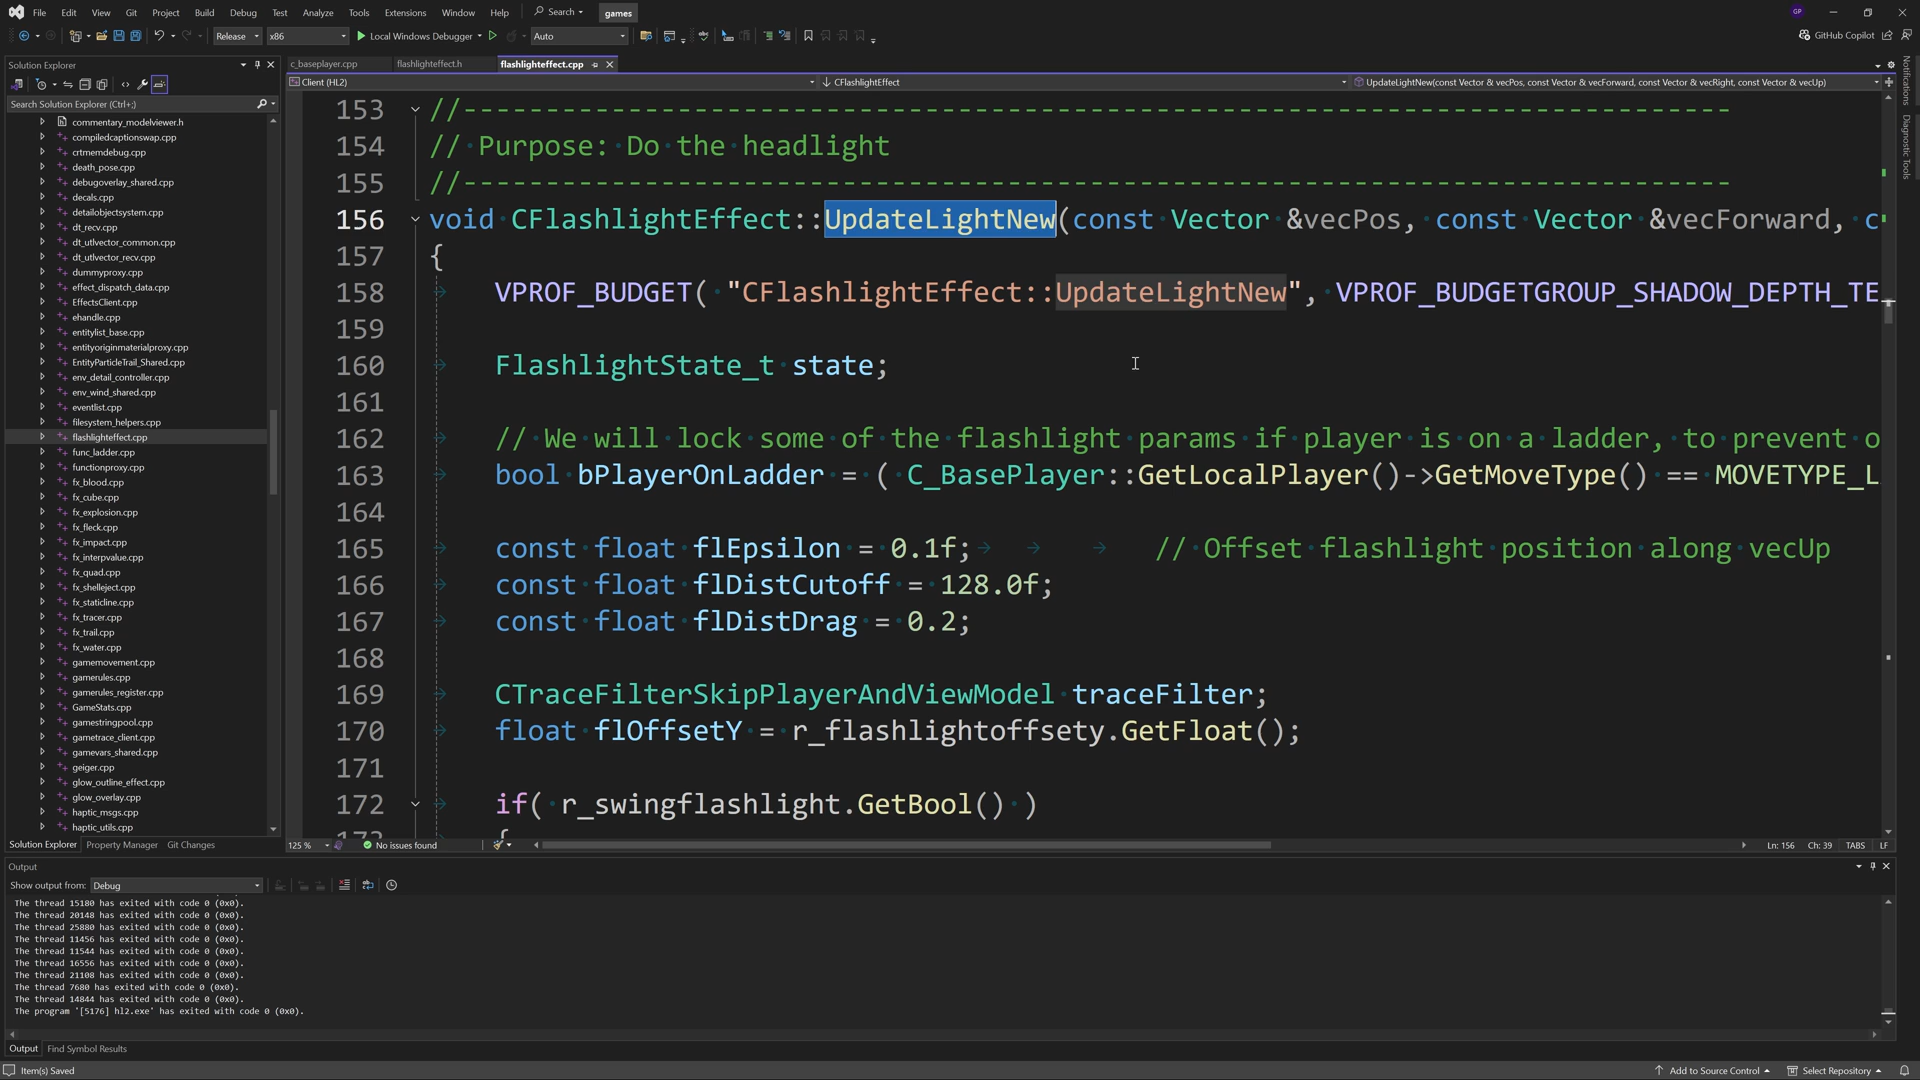 File Edit View Git Project Build Debug Test Analyze Tools Extensions Window Help Search games GP
Release x86 Local Windows Debugger Auto GitHub Copilot
Solution Explorer
Search Solution Explorer (Ctrl+;)
commentary_modelviewer.h
compiledcaptionswap.cpp
crtmemdebug.cpp
death_pose.cpp
debugoverlay_shared.cpp
decals.cpp
detailobjectsystem.cpp
dt_recv.cpp
dt_utlvector_common.cpp
dt_utlvector_recv.cpp
dummyproxy.cpp
effect_dispatch_data.cpp
EffectsClient.cpp
ehandle.cpp
entitylist_base.cpp
entityoriginmaterialproxy.cpp
EntityParticleTrail_Shared.cpp
env_detail_controller.cpp
env_wind_shared.cpp
eventlist.cpp
filesystem_helpers.cpp
flashlighteffect.cpp
func_ladder.cpp
functionproxy.cpp
fx_blood.cpp
fx_cube.cpp
fx_explosion.cpp
fx_fleck.cpp
fx_impact.cpp
fx_interpvalue.cpp
fx_quad.cpp
fx_shelleject.cpp
fx_staticline.cpp
fx_tracer.cpp
fx_trail.cpp
fx_water.cpp
gamemovement.cpp
gamerules.cpp
gamerules_register.cpp
GameStats.cpp
gamestringpool.cpp
gametrace_client.cpp
gamevars_shared.cpp
geiger.cpp
glow_outline_effect.cpp
glow_overlay.cpp
haptic_msgs.cpp
haptic_utils.cpp
Solution Explorer Property Manager Git Changes
c_baseplayer.cpp flashlighteffect.h flashlighteffect.cpp
Client (HL2) CFlashlightEffect UpdateLightNew(const Vector & vecPos, const Vector & vecForward, const Vector & vecRight, const Vector & vecUp)
153 //-----------------------------------------------------------------------------
154 // Purpose: Do the headlight
155 //-----------------------------------------------------------------------------
156 void CFlashlightEffect::UpdateLightNew(const Vector &vecPos, const Vector &vecForward, c
157 {
158 VPROF_BUDGET( "CFlashlightEffect::UpdateLightNew", VPROF_BUDGETGROUP_SHADOW_DEPTH_TE
159
160 FlashlightState_t state;
161
162 // We will lock some of the flashlight params if player is on a ladder, to prevent o
163 bool bPlayerOnLadder = ( C_BasePlayer::GetLocalPlayer()->GetMoveType() == MOVETYPE_L
164
165 const float flEpsilon = 0.1f; // Offset flashlight position along vecUp
166 const float flDistCutoff = 128.0f;
167 const float flDistDrag = 0.2;
168
169 CTraceFilterSkipPlayerAndViewModel traceFilter;
170 float flOffsetY = r_flashlightoffsety.GetFloat();
171
172 if( r_swingflashlight.GetBool() )
173 {
125 % No issues found Ln: 156 Ch: 39 TABS LF
Notifications
Diagnostic Tools
Output
Show output from: Debug
The thread 15180 has exited with code 0 (0x0).
The thread 20148 has exited with code 0 (0x0).
The thread 25880 has exited with code 0 (0x0).
The thread 11456 has exited with code 0 (0x0).
The thread 11544 has exited with code 0 (0x0).
The thread 16556 has exited with code 0 (0x0).
The thread 21108 has exited with code 0 (0x0).
The thread 7680 has exited with code 0 (0x0).
The thread 14844 has exited with code 0 (0x0).
The program '[5176] hl2.exe' has exited with code 0 (0x0).
Output Find Symbol Results
Item(s) Saved Add to Source Control Select Repository